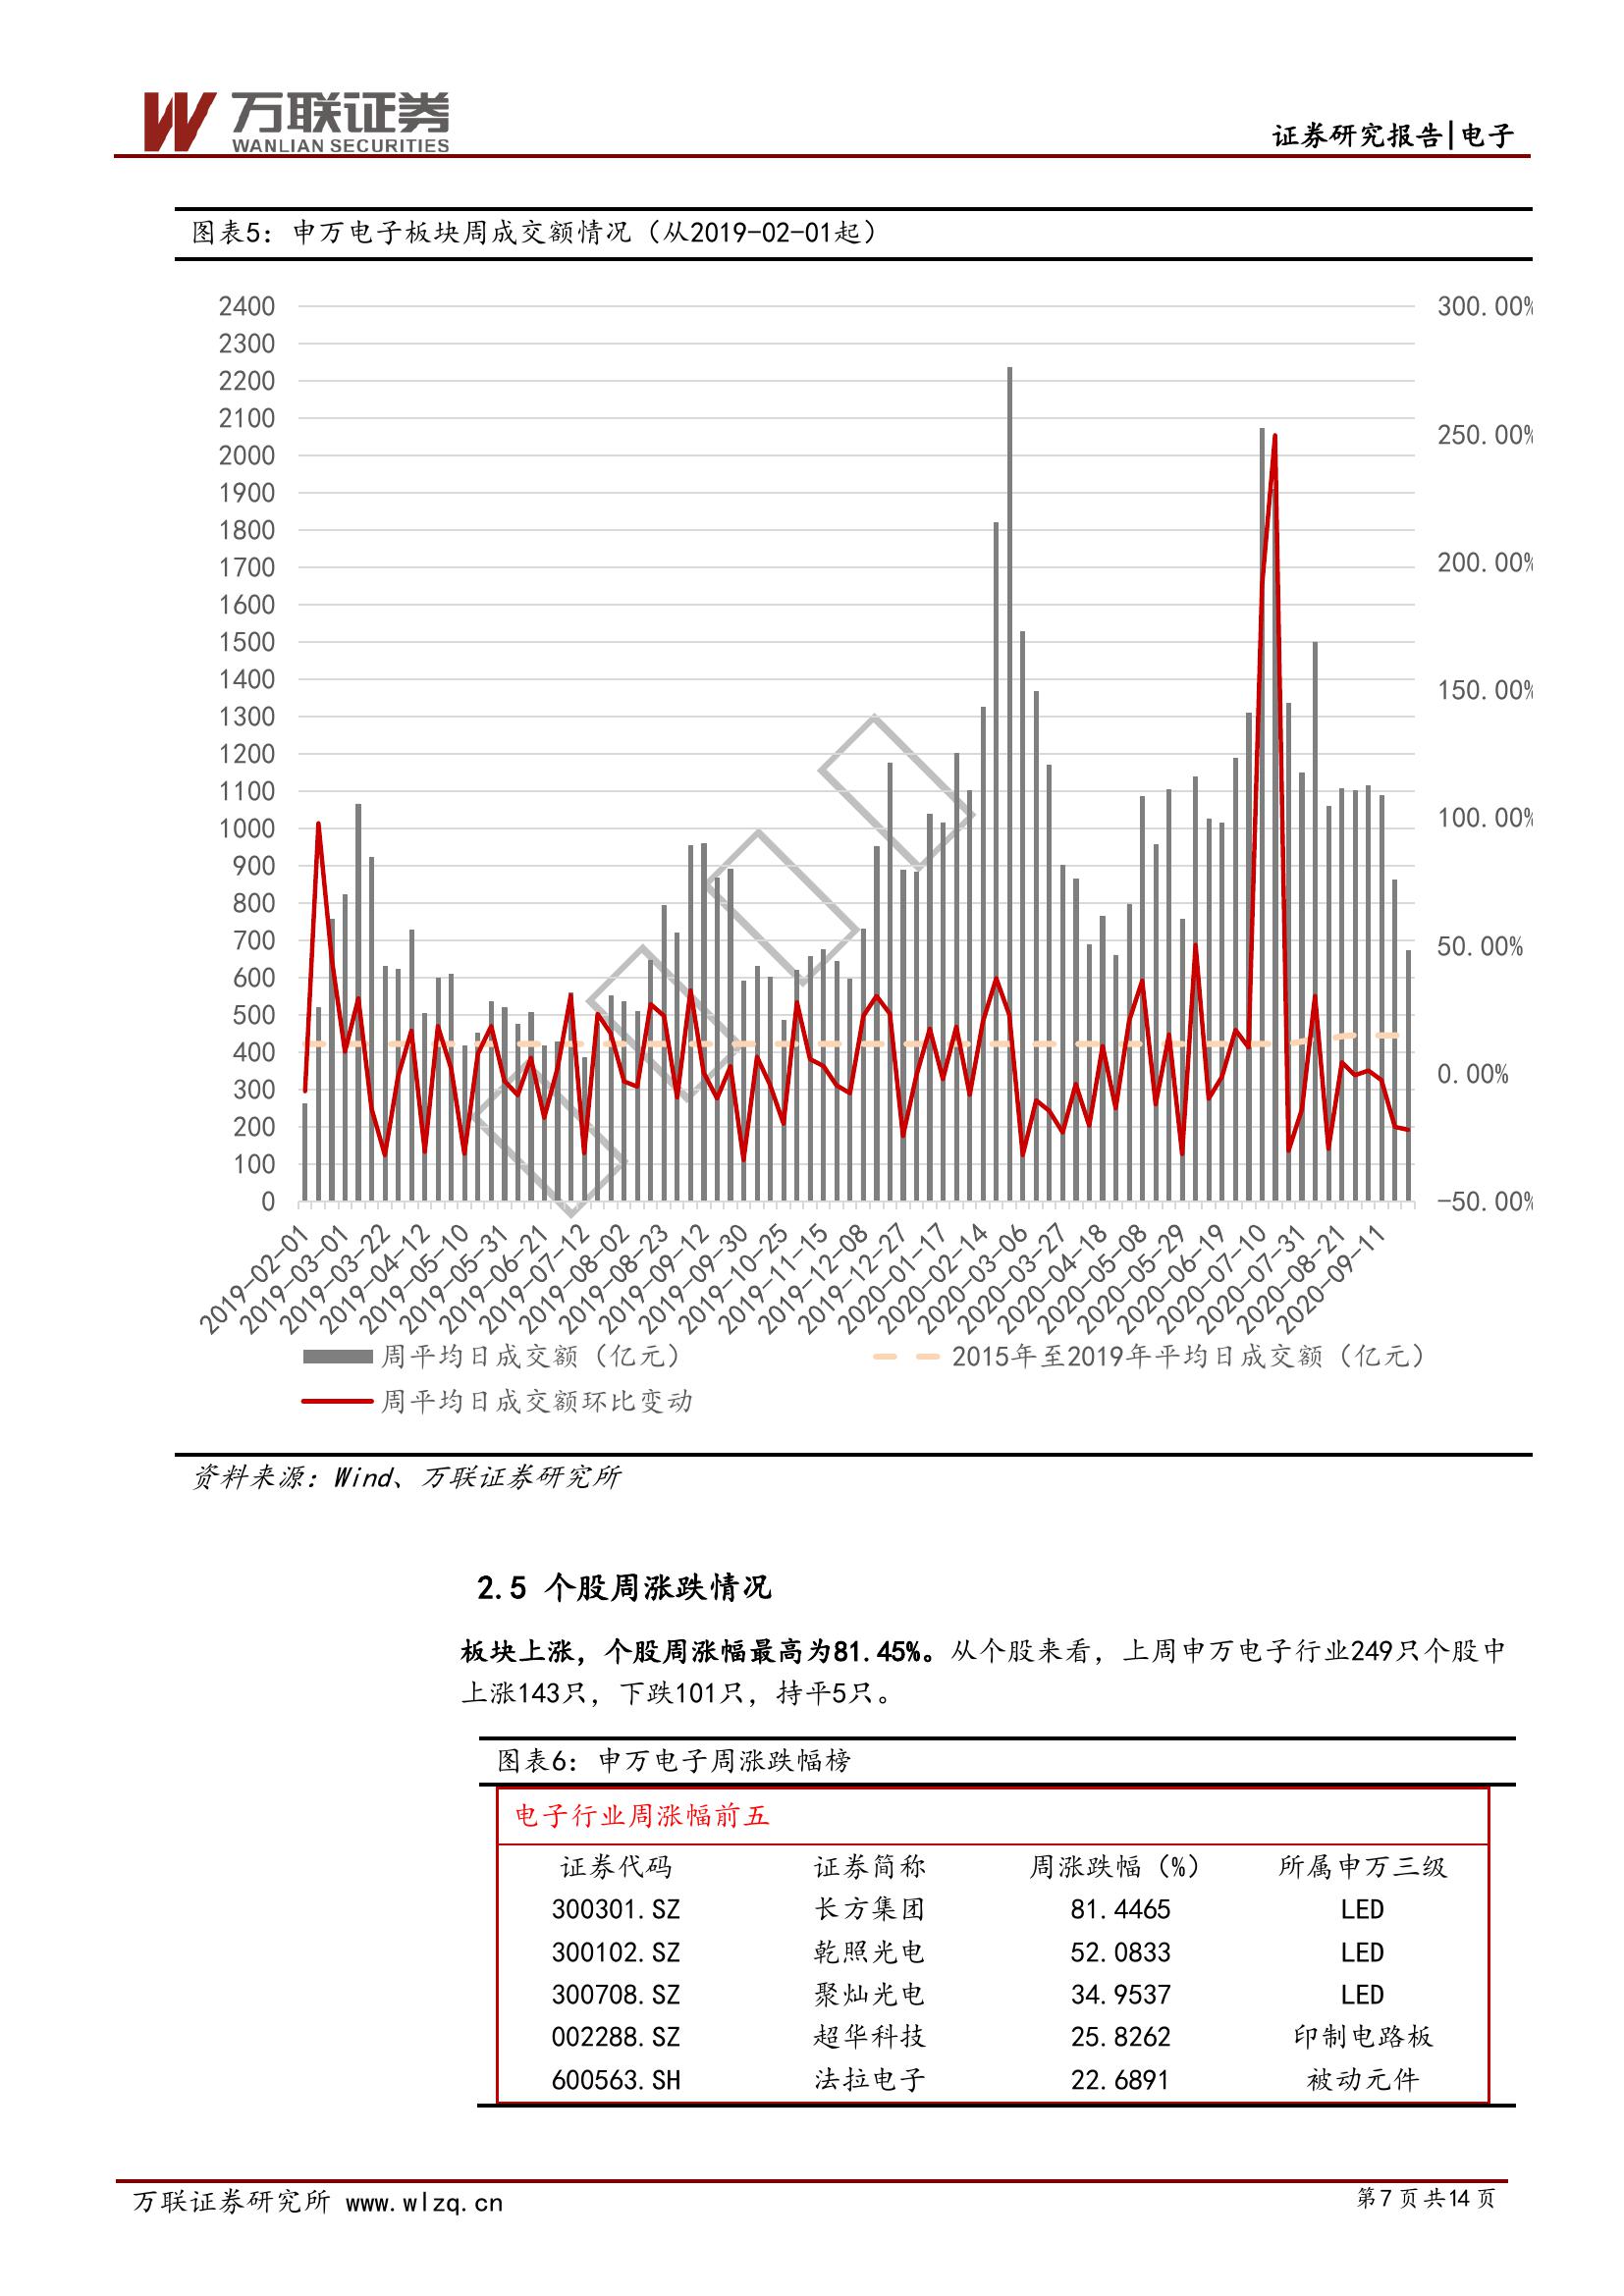 万联证券
WANLIAN SECURITIES
证券研究报告|电子
图表5：申万电子板块周成交额情况（从2019-02-01起）
2400
2300
2200
2100
2000
1900
1800
1700
1600
1500
1400
1300
1200
1100
1000
900
800
700
600
500
400
300
200
100
0
300.00%
250.00%
200.00%
150.00%
100.00%
50.00%
0.00%
-50.00%
2019-02-01
2019-03-01
2019-03-22
2019-04-12
2019-05-10
2019-05-31
2019-06-21
2019-07-12
2019-08-02
2019-08-23
2019-09-12
2019-09-30
2019-10-25
2019-11-15
2019-12-08
2019-12-27
2020-01-17
2020-02-14
2020-03-06
2020-03-27
2020-04-18
2020-05-08
2020-05-29
2020-06-19
2020-07-10
2020-07-31
2020-08-21
2020-09-11
周平均日成交额（亿元）
2015年至2019年平均日成交额（亿元）
周平均日成交额环比变动
资料来源：Wind、万联证券研究所
2.5 个股周涨跌情况
板块上涨，个股周涨幅最高为81.45%。从个股来看，上周申万电子行业249只个股中
上涨143只，下跌101只，持平5只。
图表6：申万电子周涨跌幅榜
电子行业周涨幅前五
证券代码 证券简称 周涨跌幅（%） 所属申万三级
300301.SZ 长方集团 81.4465 LED
300102.SZ 乾照光电 52.0833 LED
300708.SZ 聚灿光电 34.9537 LED
002288.SZ 超华科技 25.8262 印制电路板
600563.SH 法拉电子 22.6891 被动元件
万联证券研究所 www.wlzq.cn
第 7 页 共 14 页